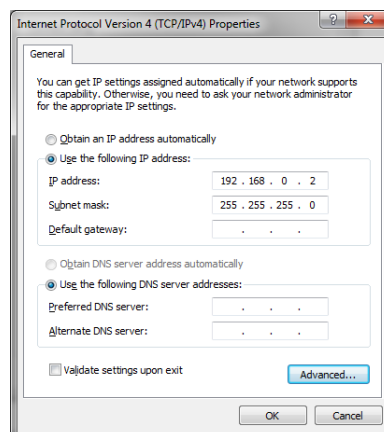 Internet Protocol Version 4 (TCP/IPv4) Properties
General
You can get IP settings assigned automatically if your network supports
this capability. Otherwise, you need to ask your network administrator
for the appropriate IP settings.
Obtain an IP address automatically
Use the following IP address:
IP address: 192 . 168 . 0 . 2
Subnet mask: 255 . 255 . 255 . 0
Default gateway: . . .
Obtain DNS server address automatically
Use the following DNS server addresses:
Preferred DNS server: . . .
Alternate DNS server: . . .
Validate settings upon exit
Advanced...
OK Cancel